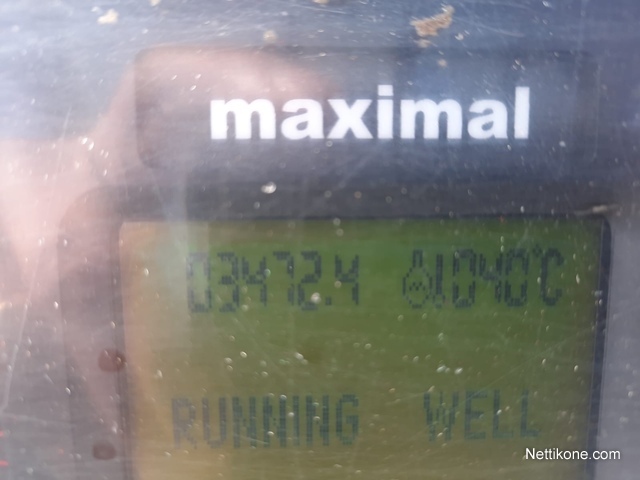 maximal
03472.4 040°C
RUNNING WELL
Nettikone.com